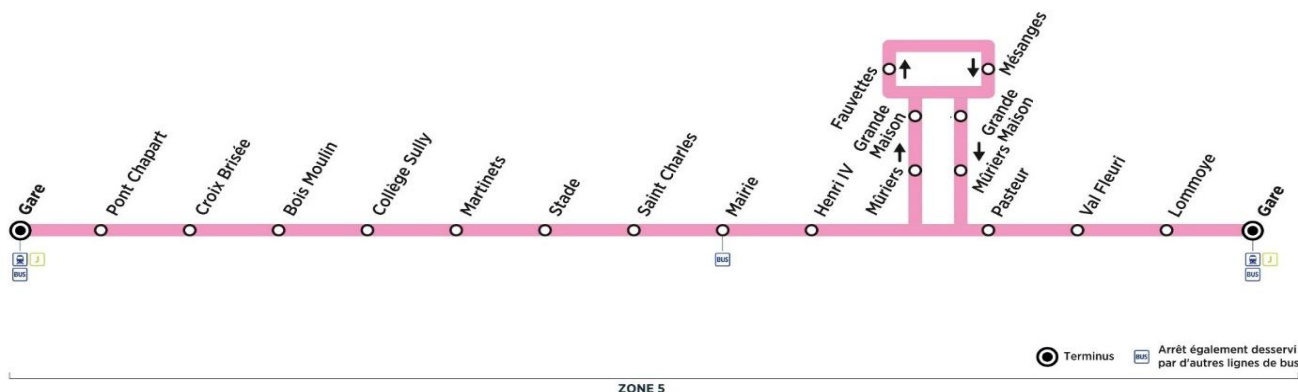 Gare
Pont Chapart
Croix Brisée
Bois Moulin
Collège Sully
Martinets
Stade
Saint Charles
Mairie
Henri IV
Mûriers
Grande
Maison
Fauvettes
Mésanges
Grande
Maison
Mûriers
Pasteur
Val Fleuri
Lommoye
Gare
J
BUS
BUS
J
BUS
Terminus
BUS
Arrêt également desservi
par d'autres lignes de bus
ZONE 5